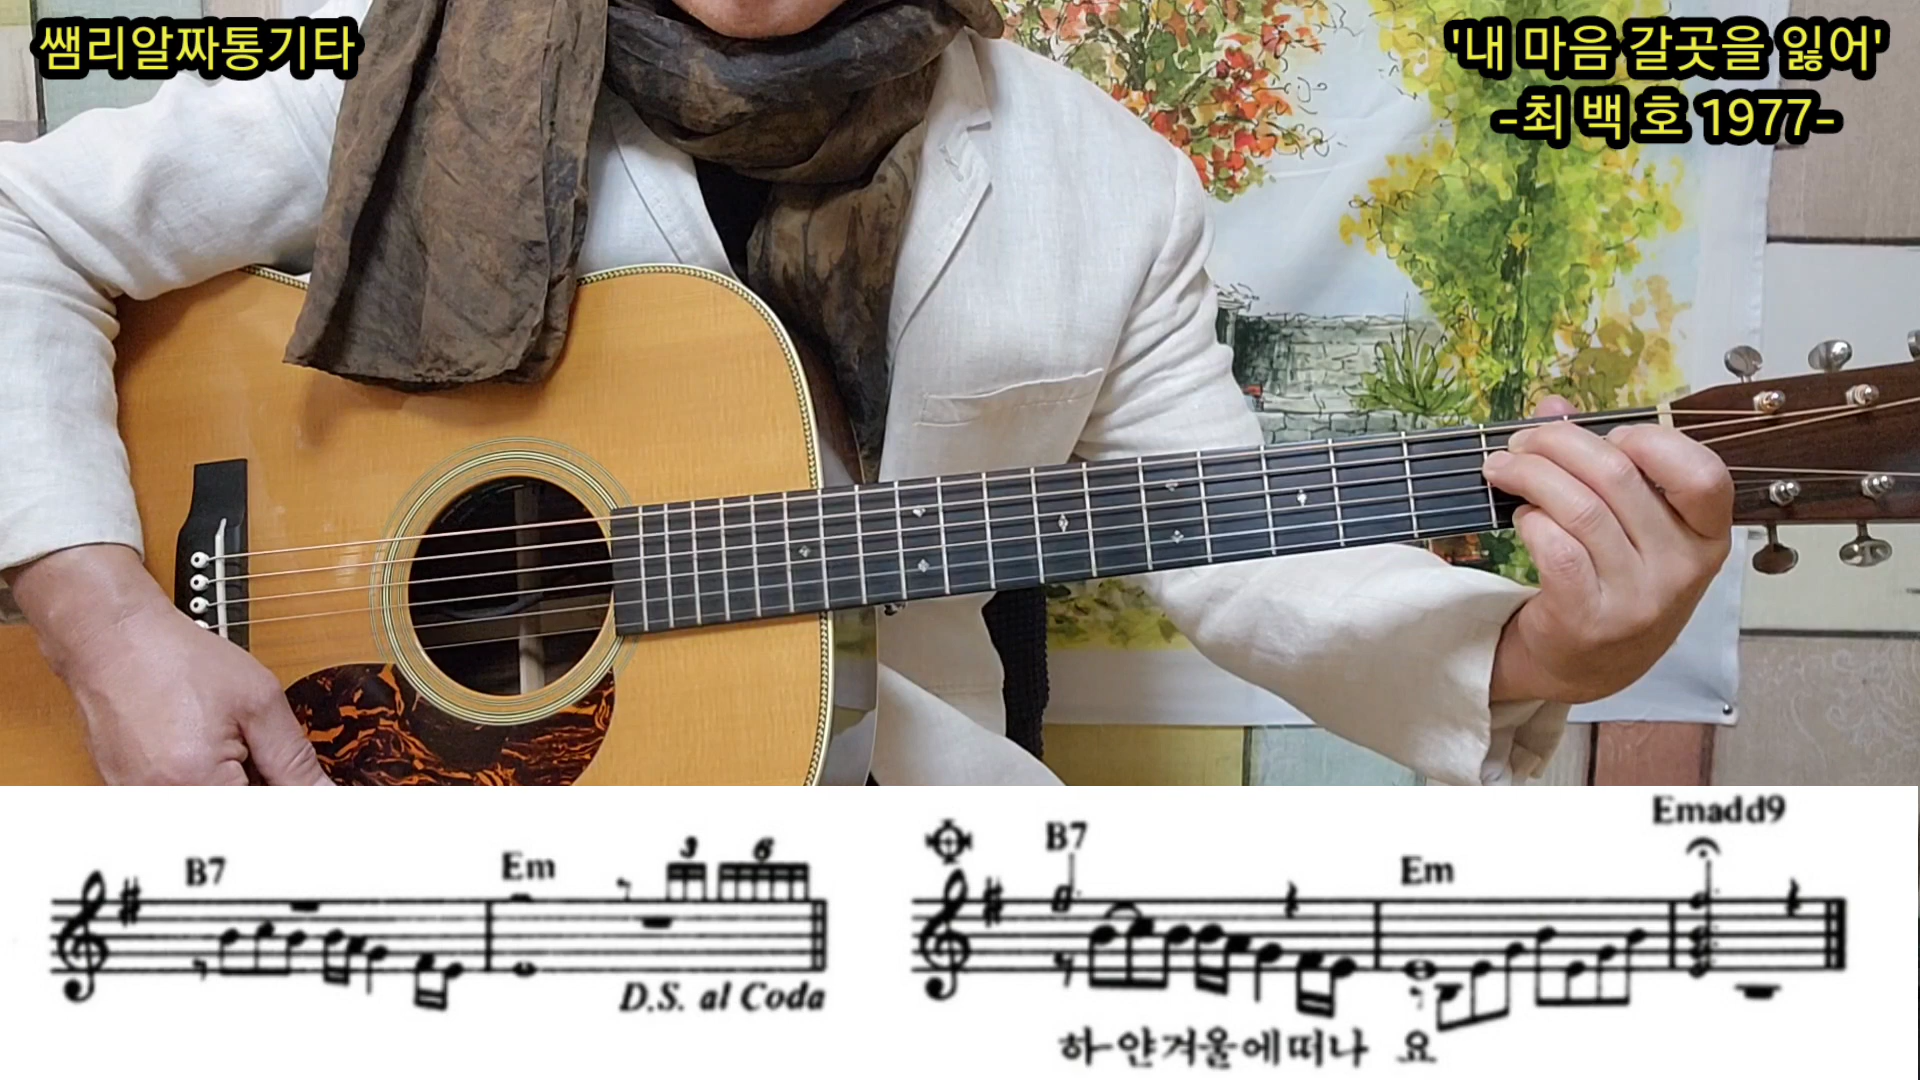 쌤리알짜통기타
'내 마음 갈곳을 잃어'
-최 백 호 1977-
B7 Em 3 6
D.S. al Coda
B7 Em Emadd9
하-얀겨울에떠나 요